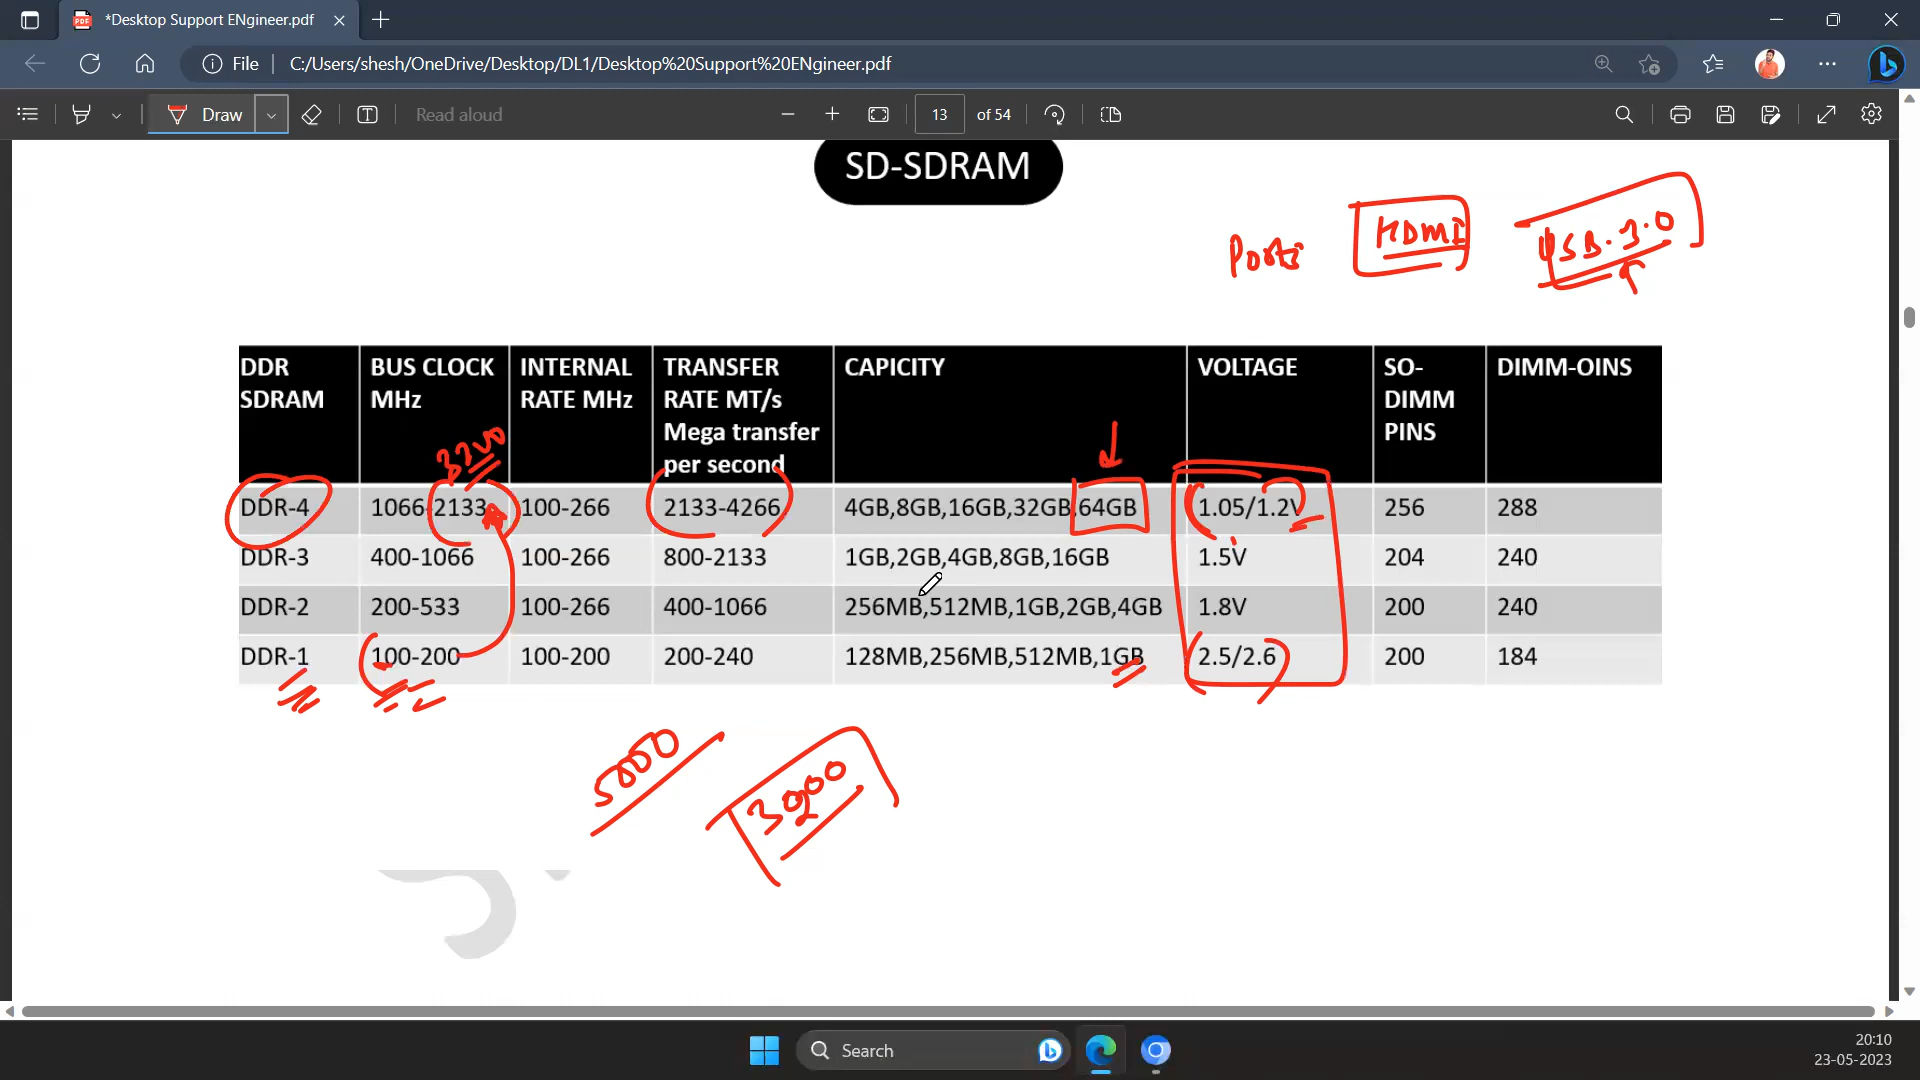 *Desktop Support ENgineer.pdf
File
C:/Users/shesh/OneDrive/Desktop/DL1/Desktop%20Support%20ENgineer.pdf
Draw
Read aloud
13 of 54
SD-SDRAM
Ports HDMI USB.3.0
DDR SDRAM
BUS CLOCK MHz
INTERNAL RATE MHz
TRANSFER RATE MT/s Mega transfer per second
CAPICITY
VOLTAGE
SO-DIMM PINS
DIMM-OINS
3200
DDR-4 1066-2133 100-266 2133-4266 4GB,8GB,16GB,32GB,64GB 1.05/1.2V 256 288
DDR-3 400-1066 100-266 800-2133 1GB,2GB,4GB,8GB,16GB 1.5V 204 240
DDR-2 200-533 100-266 400-1066 256MB,512MB,1GB,2GB,4GB 1.8V 200 240
DDR-1 100-200 100-200 200-240 128MB,256MB,512MB,1GB 2.5/2.6 200 184
5000
Search
20:10
23-05-2023